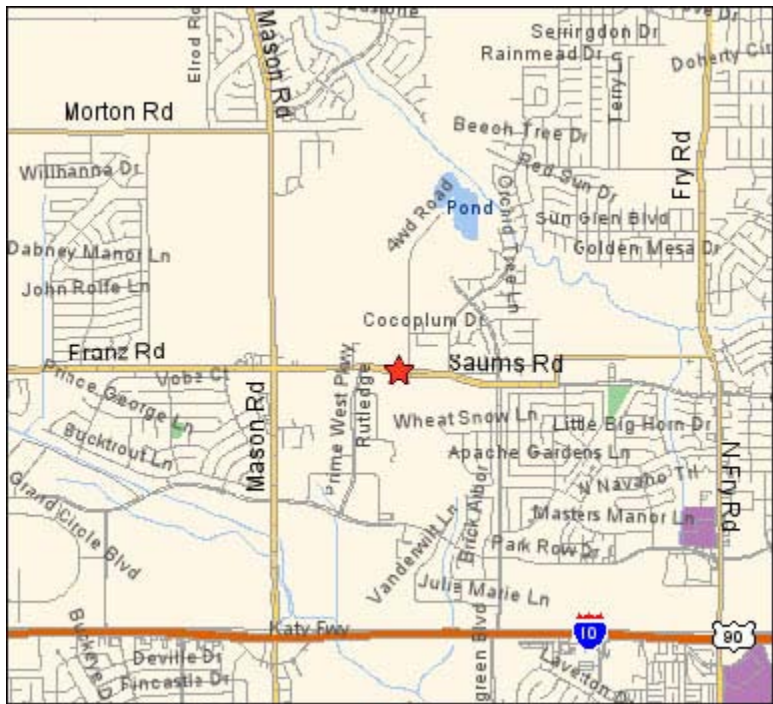 Serringdon Dr
Rainmead Dr
Elrod Ro
Mason Rd
Terry Ln
Doherty
Morton Rd
Beech Tree Dr
Fry Rd
Willhanna Dr
Red Sun Dr
4wd Road
Pond
Orchid Tree Ln
Sun Glen Blvd
Dabney Manor Ln
Golden Mesa Dr
John Rolfe Ln
Cocoplum Dr
Franz Rd
Saums Rd
Vobe Ct
Prince George Ln
Prime West Pkwy
Rutledge
Mason Rd
Wheat Snow Ln
Little Big Horn Dr
Bucktrout Ln
Apache Gardens Ln
N Navaho Trl
N Fry Rd
Grand Circle Blvd
Vanderwilt Ln
Brick Arbor
Masters Manor Ln
Park Row Dr
Julie Marie Ln
Katy Fwy
10
90
Buckeye D
Deville Dr
green Blvd
Fincastle Dr
Laverton Dr